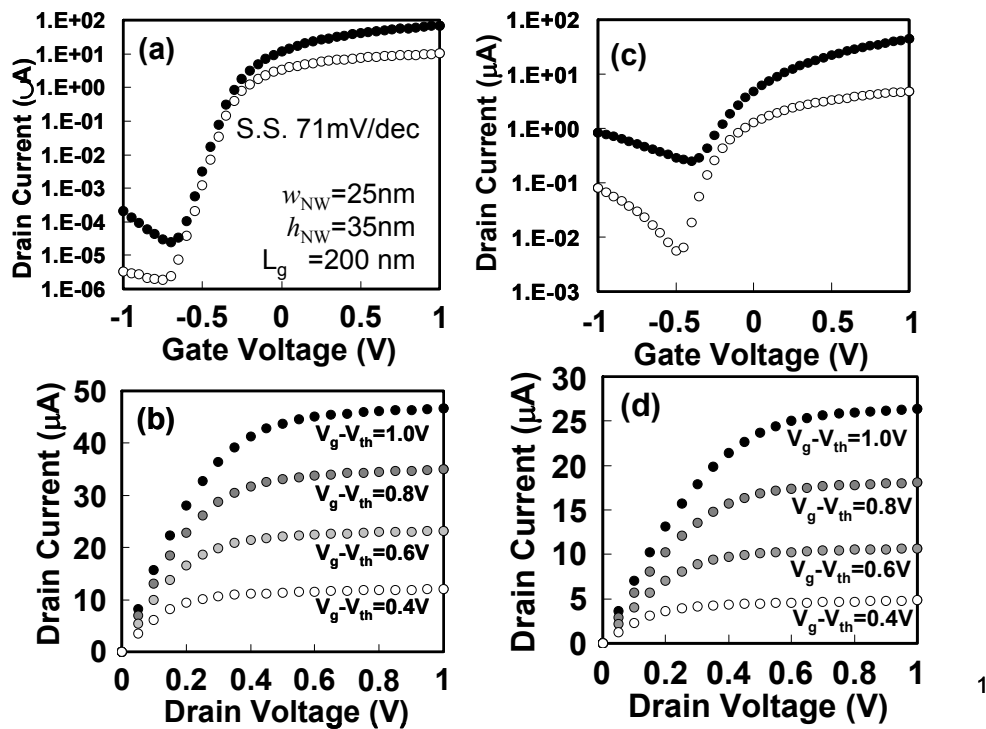 (a)
Drain Current (μA)
1.E+02
1.E+01
1.E+00
1.E-01
1.E-02
1.E-03
1.E-04
1.E-05
1.E-06
S.S. 71mV/dec
wNW=25nm
hNW=35nm
Lg =200 nm
-1 -0.5 0 0.5 1
Gate Voltage (V)
(c)
Drain Current (μA)
1.E+02
1.E+01
1.E+00
1.E-01
1.E-02
1.E-03
-1 -0.5 0 0.5 1
Gate Voltage (V)
(b)
Drain Current (μA)
50
40
30
20
10
0
Vg-Vth=1.0V
Vg-Vth=0.8V
Vg-Vth=0.6V
Vg-Vth=0.4V
0 0.2 0.4 0.6 0.8 1
Drain Voltage (V)
(d)
Drain Current (μA)
30
25
20
15
10
5
0
Vg-Vth=1.0V
Vg-Vth=0.8V
Vg-Vth=0.6V
Vg-Vth=0.4V
0 0.2 0.4 0.6 0.8 1
Drain Voltage (V)
1